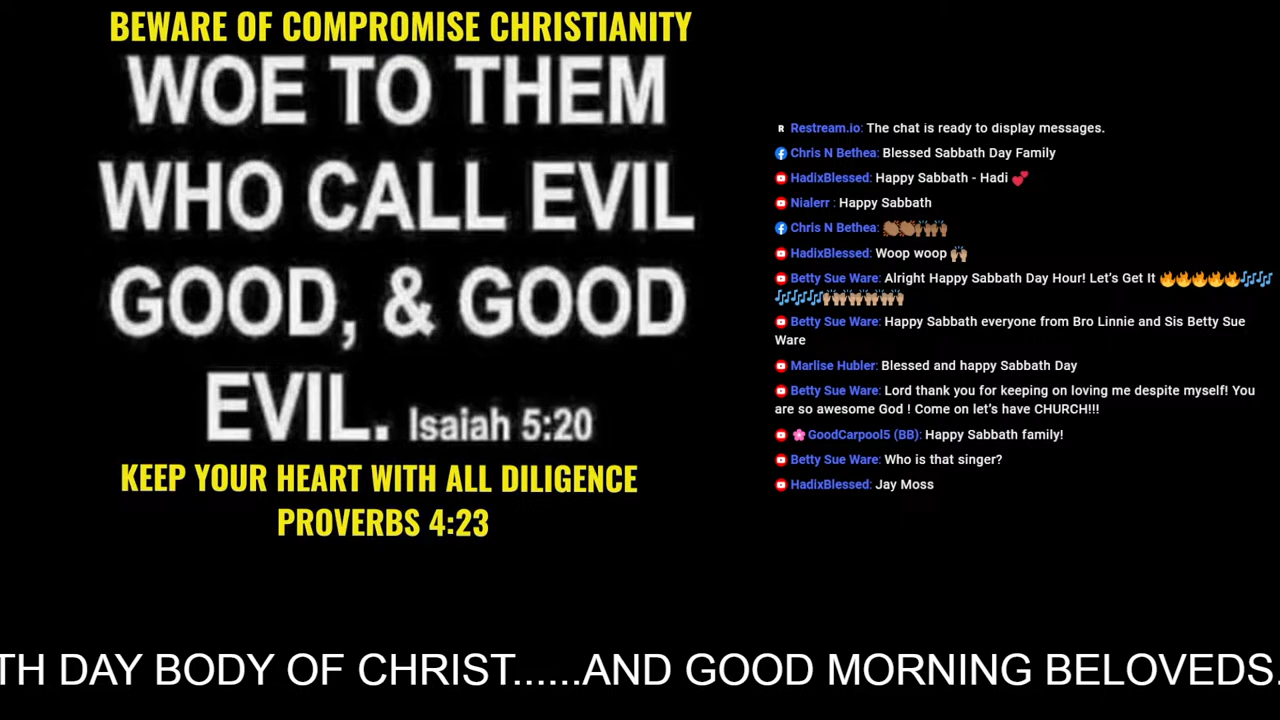 BEWARE OF COMPROMISE CHRISTIANITY
WOE TO THEM
WHO CALL EVIL
GOOD, & GOOD
EVIL. Isaiah 5:20
KEEP YOUR HEART WITH ALL DILIGENCE
PROVERBS 4:23
R Restream.io: The chat is ready to display messages.
Chris N Bethea: Blessed Sabbath Day Family
HadixBlessed: Happy Sabbath - Hadi 💕
Nialerr : Happy Sabbath
Chris N Bethea: 👏🏾👏🏾🙌🏾🙌🏾
HadixBlessed: Woop woop 🙌🏼
Betty Sue Ware: Alright Happy Sabbath Day Hour! Let’s Get It 🔥🔥🔥🔥🔥🎶🎶
🎶🎶🎶🙌🏼🙌🏼🙌🏼🙌🏼🙌🏼
Betty Sue Ware: Happy Sabbath everyone from Bro Linnie and Sis Betty Sue
Ware
Marlise Hubler: Blessed and happy Sabbath Day
Betty Sue Ware: Lord thank you for keeping on loving me despite myself! You
are so awesome God ! Come on let’s have CHURCH!!!
🌸GoodCarpool5 (BB): Happy Sabbath family!
Betty Sue Ware: Who is that singer?
HadixBlessed: Jay Moss
TH DAY BODY OF CHRIST......AND GOOD MORNING BELOVEDS.